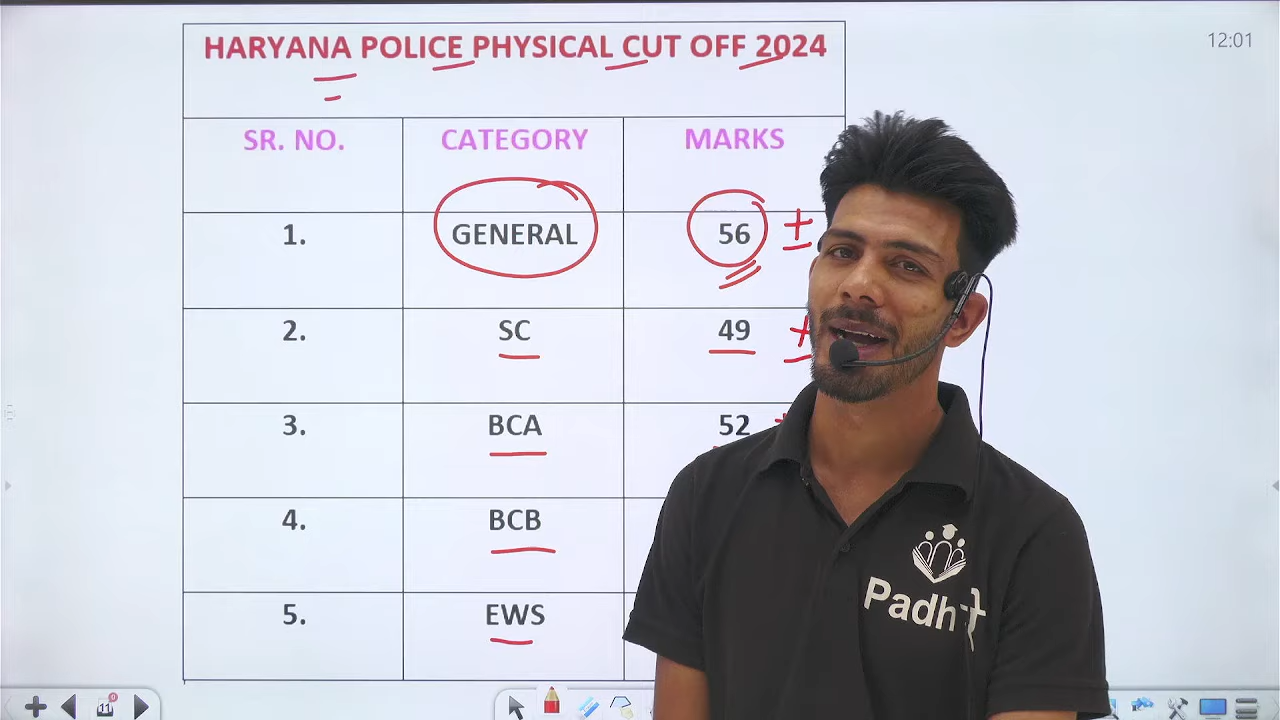 HARYANA POLICE PHYSICAL CUT OFF 2024
12:01
SR. NO. CATEGORY MARKS
1. GENERAL 56 ±
2. SC 49 ±
3. BCA 52
4. BCB
5. EWS
11